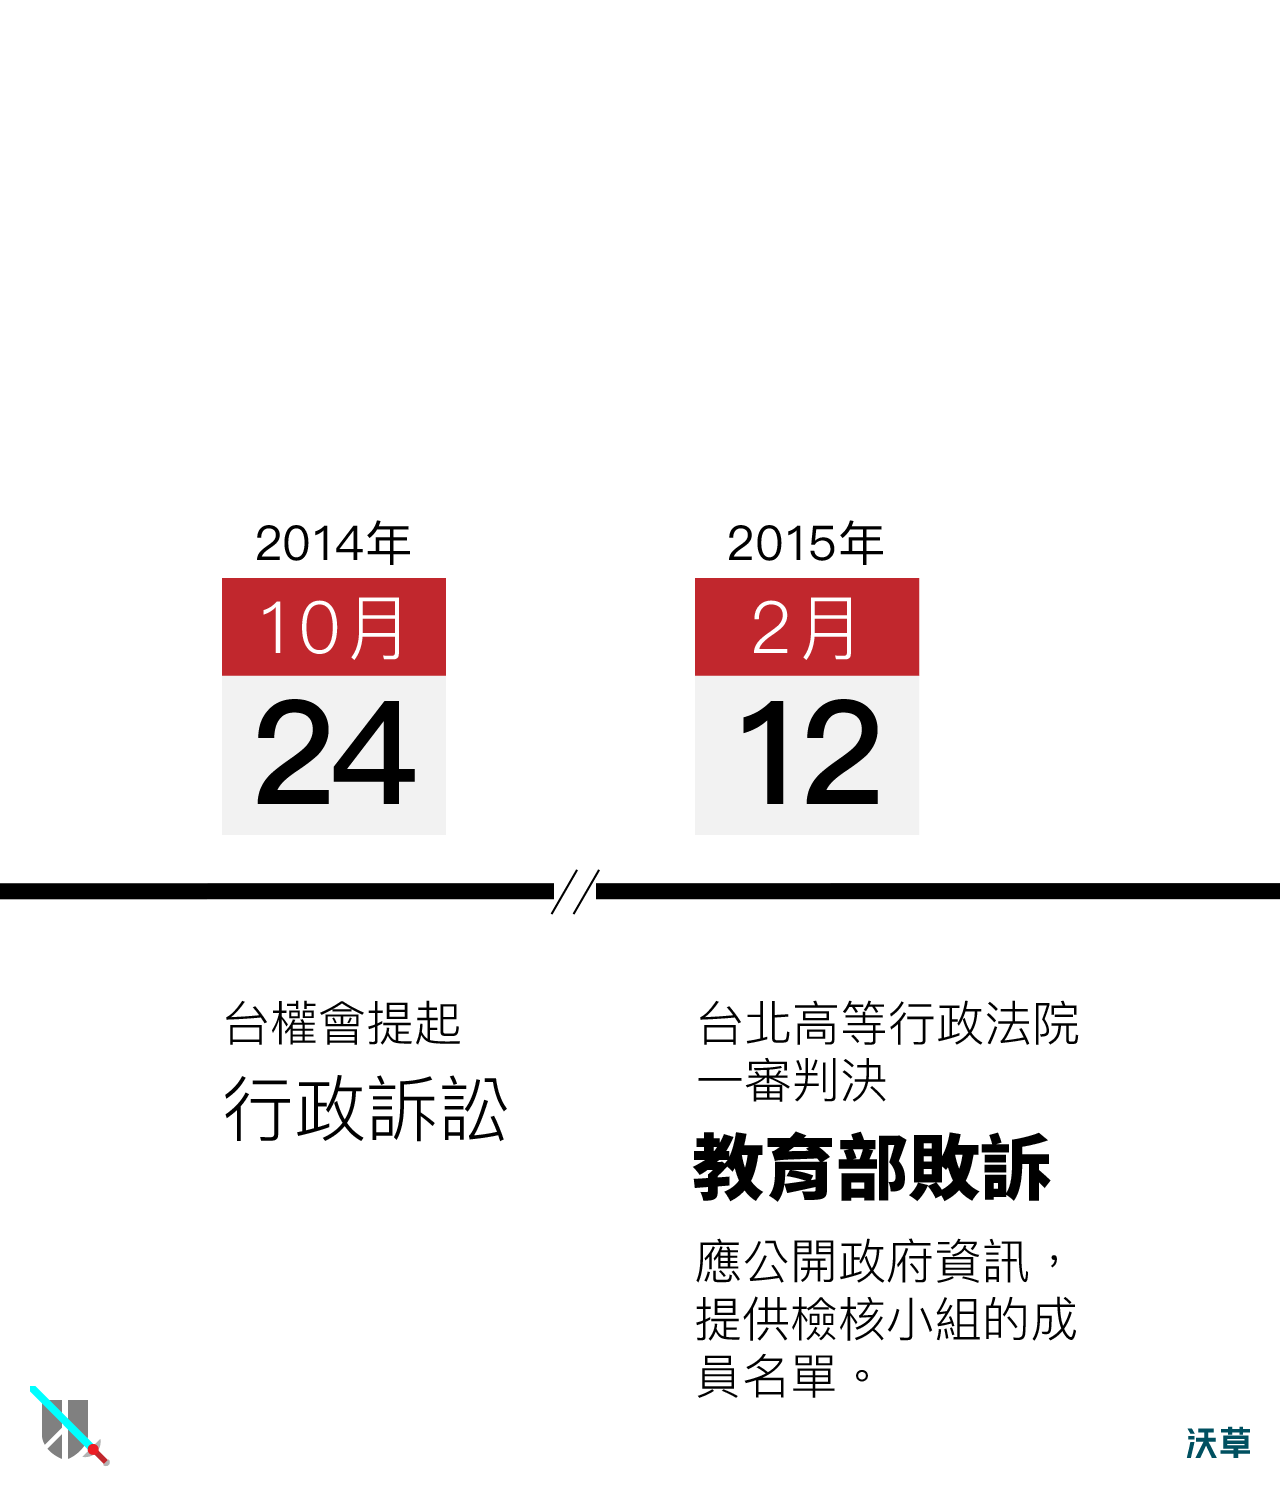 2014年
10月
24
台權會提起
行政訴訟
2015年
2月
12
台北高等行政法院
一審判決
教育部敗訴
應公開政府資訊，
提供檢核小組的成
員名單。
沃草